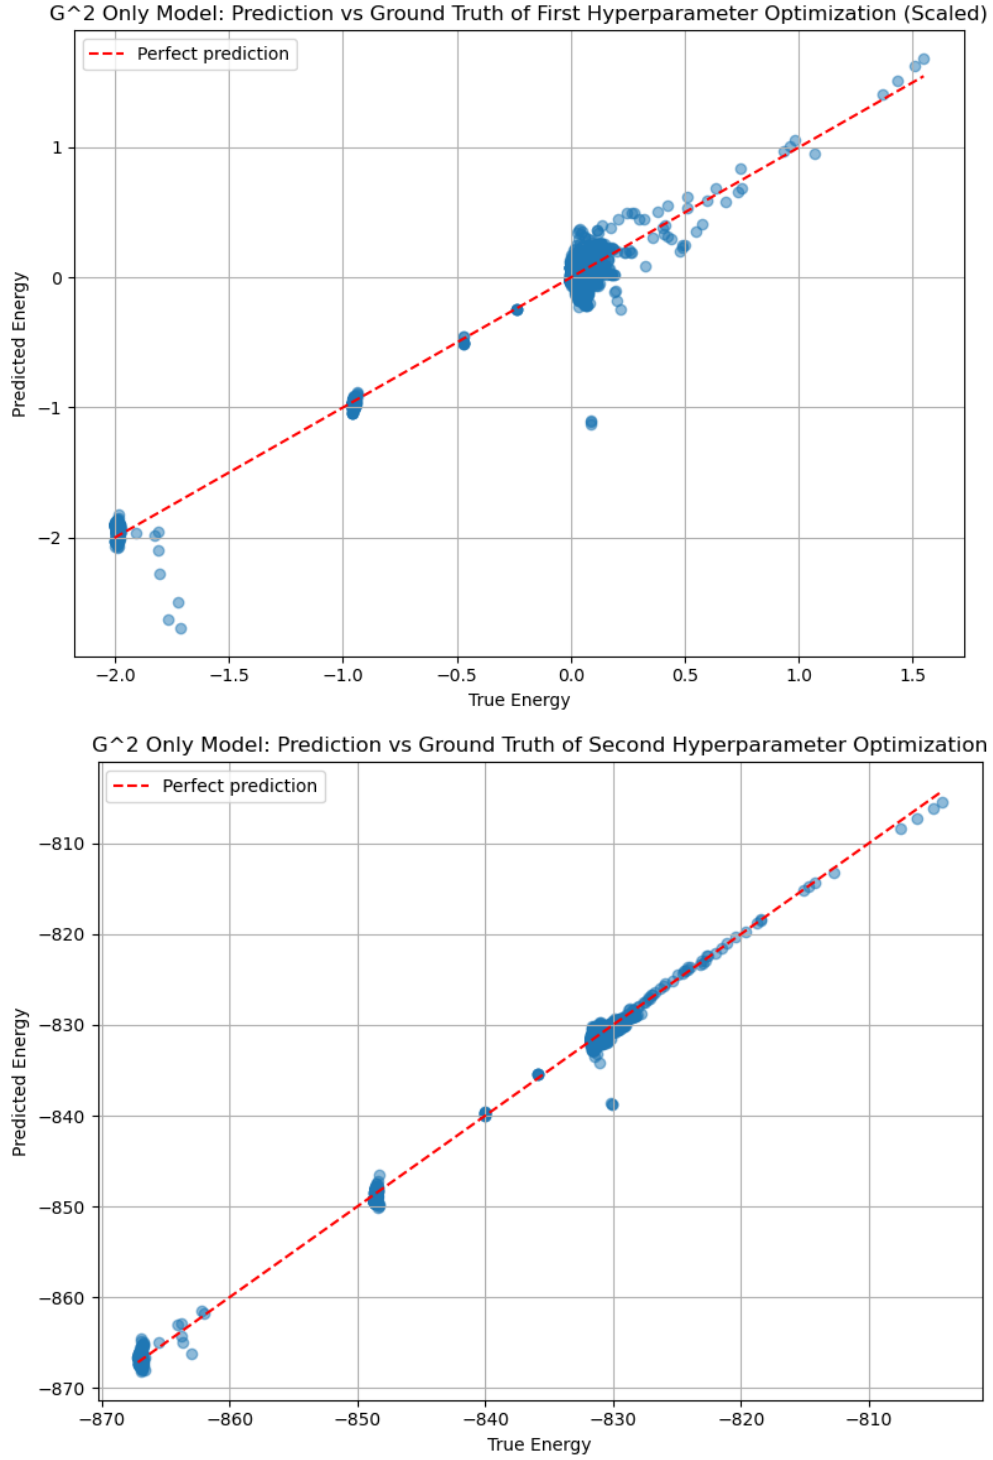 G^2 Only Model: Prediction vs Ground Truth of First Hyperparameter Optimization (Scaled)
Perfect prediction
Predicted Energy
1
0
−1
−2
−2.0 −1.5 −1.0 −0.5 0.0 0.5 1.0 1.5
True Energy
G^2 Only Model: Prediction vs Ground Truth of Second Hyperparameter Optimization
Perfect prediction
Predicted Energy
−810
−820
−830
−840
−850
−860
−870
−870 −860 −850 −840 −830 −820 −810
True Energy